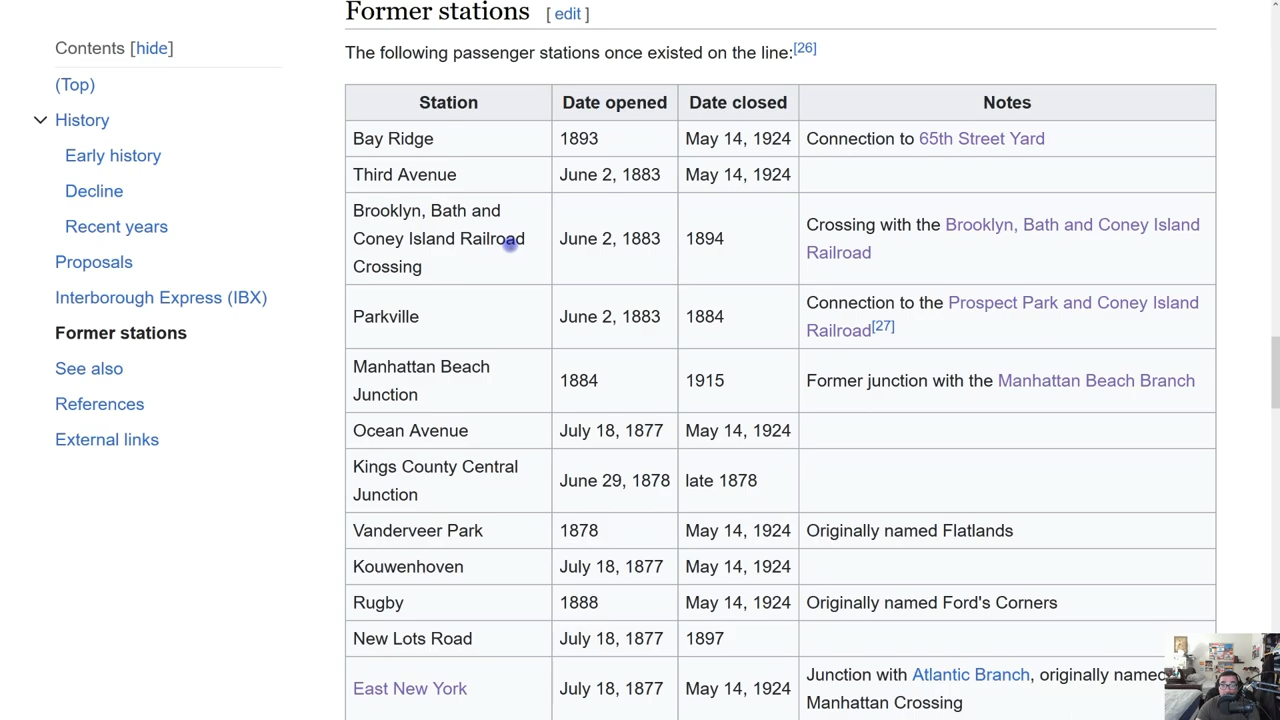 Contents [hide]
(Top)
History
Early history
Decline
Recent years
Proposals
Interborough Express (IBX)
Former stations
See also
References
External links
Former stations [ edit ]
The following passenger stations once existed on the line:[26]
Station Date opened Date closed Notes
Bay Ridge 1893 May 14, 1924 Connection to 65th Street Yard
Third Avenue June 2, 1883 May 14, 1924
Brooklyn, Bath and
Coney Island Railroad
Crossing
June 2, 1883 1894
Crossing with the Brooklyn, Bath and Coney Island
Railroad
Parkville June 2, 1883 1884
Connection to the Prospect Park and Coney Island
Railroad[27]
Manhattan Beach
Junction
1884 1915 Former junction with the Manhattan Beach Branch
Ocean Avenue July 18, 1877 May 14, 1924
Kings County Central
Junction
June 29, 1878 late 1878
Vanderveer Park 1878 May 14, 1924 Originally named Flatlands
Kouwenhoven July 18, 1877 May 14, 1924
Rugby 1888 May 14, 1924 Originally named Ford's Corners
New Lots Road July 18, 1877 1897
East New York July 18, 1877 May 14, 1924
Junction with Atlantic Branch, originally named
Manhattan Crossing